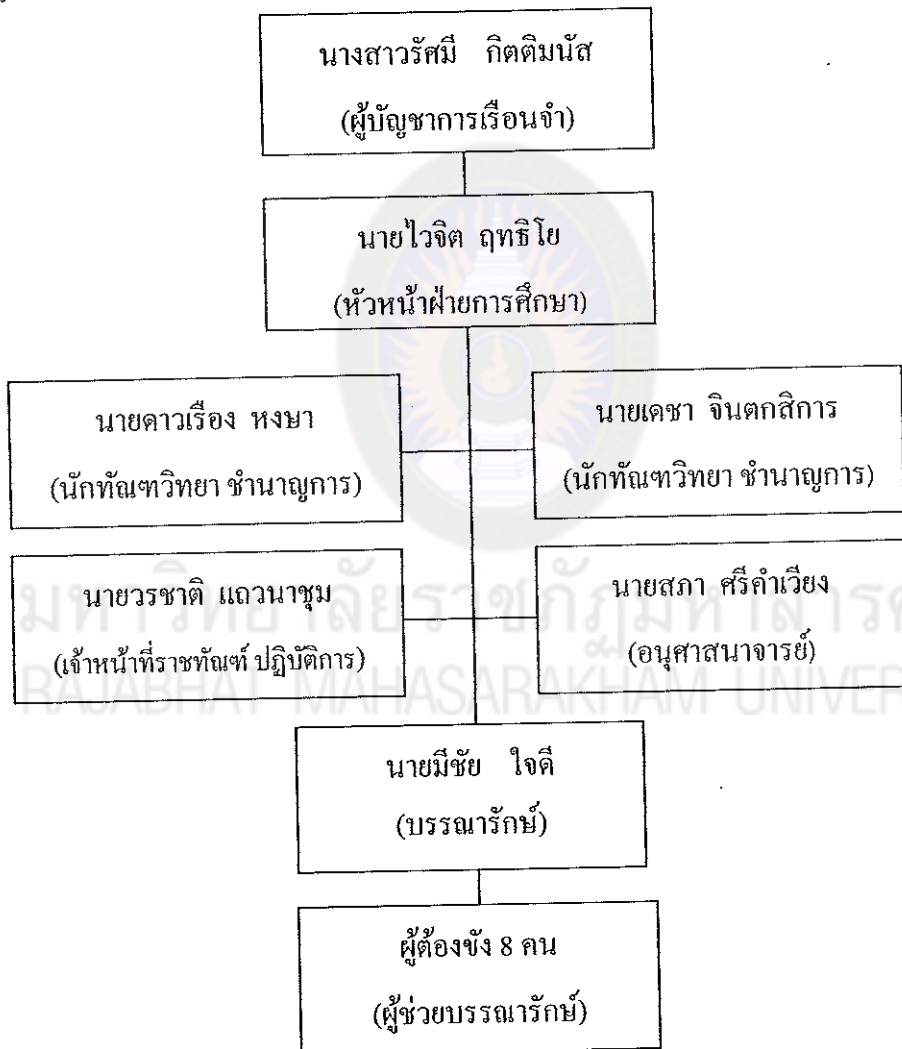 นางสาวรัศมี กิตติมนัส
(ผู้บัญชาการเรือนจำ)
นายไวจิต ฤทธิโย
(หัวหน้าฝ่ายการศึกษา)
นายดาวเรือง หงษา
(นักทัณฑวิทยา ชำนาญการ)
นายเดชา จินตกสิการ
(นักทัณฑวิทยา ชำนาญการ)
นายวรชาติ แถวนาชุม
(เจ้าหน้าที่ราชทัณฑ์ ปฏิบัติการ)
นายสภา ศรีคำเวียง
(อนุศาสนาจารย์)
มหาวิทยาลัยราชภัฏมหาสารค
RAJABHAT MAHASARAKHAM UNIVER
นายมีชัย ใจดี
(บรรณารักษ์)
ผู้ต้องขัง 8 คน
(ผู้ช่วยบรรณารักษ์)